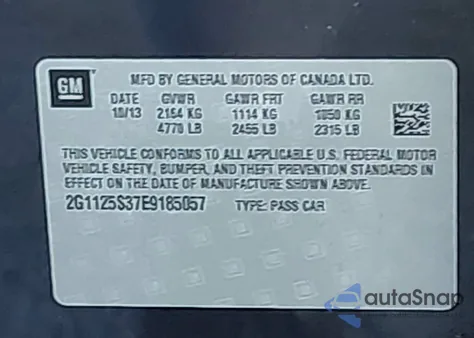 GM
MFD BY GENERAL MOTORS OF CANADA LTD.
DATE GVWR GAWR FRT GAWR RR
10/13 2164 KG 1114 KG 1050 KG
4770 LB 2455 LB 2315 LB
THIS VEHICLE CONFORMS TO ALL APPLICABLE U.S. FEDERAL MOTOR
VEHICLE SAFETY, BUMPER, AND THEFT PREVENTION STANDARDS IN
EFFECT ON THE DATE OF MANUFACTURE SHOWN ABOVE.
2G1125S37E9185057 TYPE: PASS CAR
autaSnap